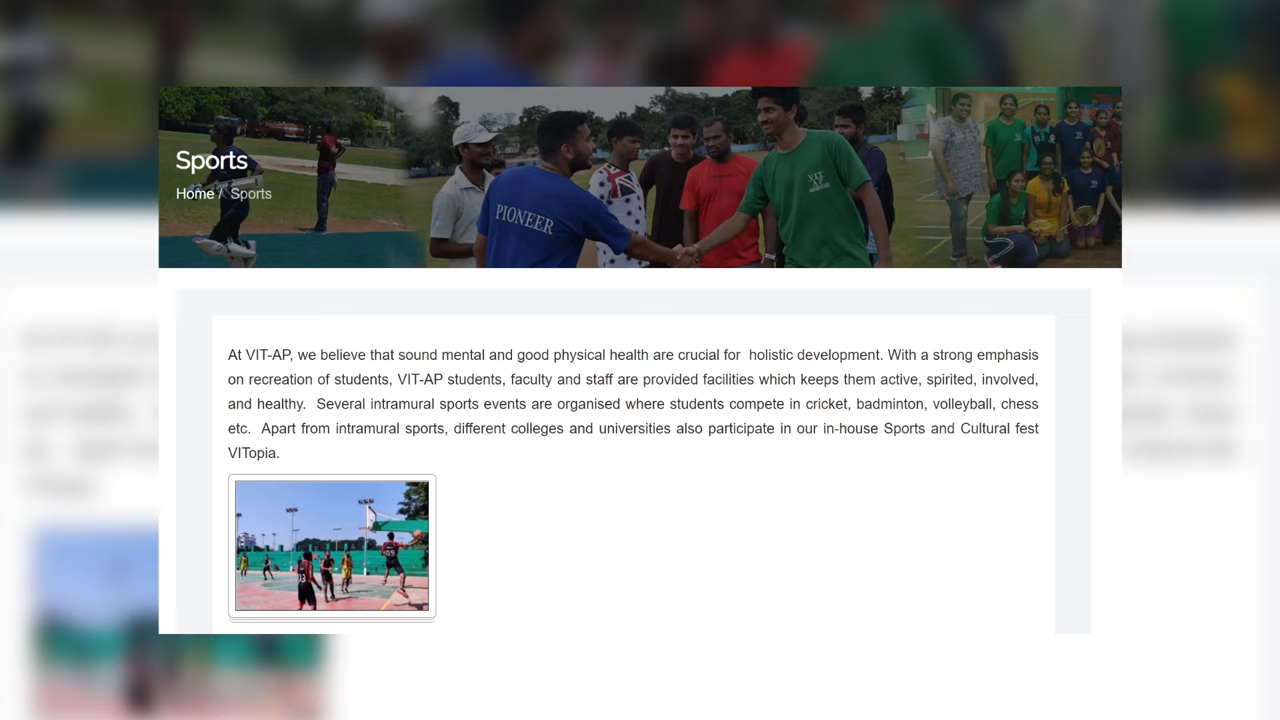 Sports
Home / Sports
PIONEER
VIT
AP
At VIT-AP, we believe that sound mental and good physical health are crucial for  holistic development. With a strong emphasis
on recreation of students, VIT-AP students, faculty and staff are provided facilities which keeps them active, spirited, involved,
and healthy.  Several intramural sports events are organised where students compete in cricket, badminton, volleyball, chess
etc.  Apart from intramural sports, different colleges and universities also participate in our in-house Sports and Cultural fest
VITopia.